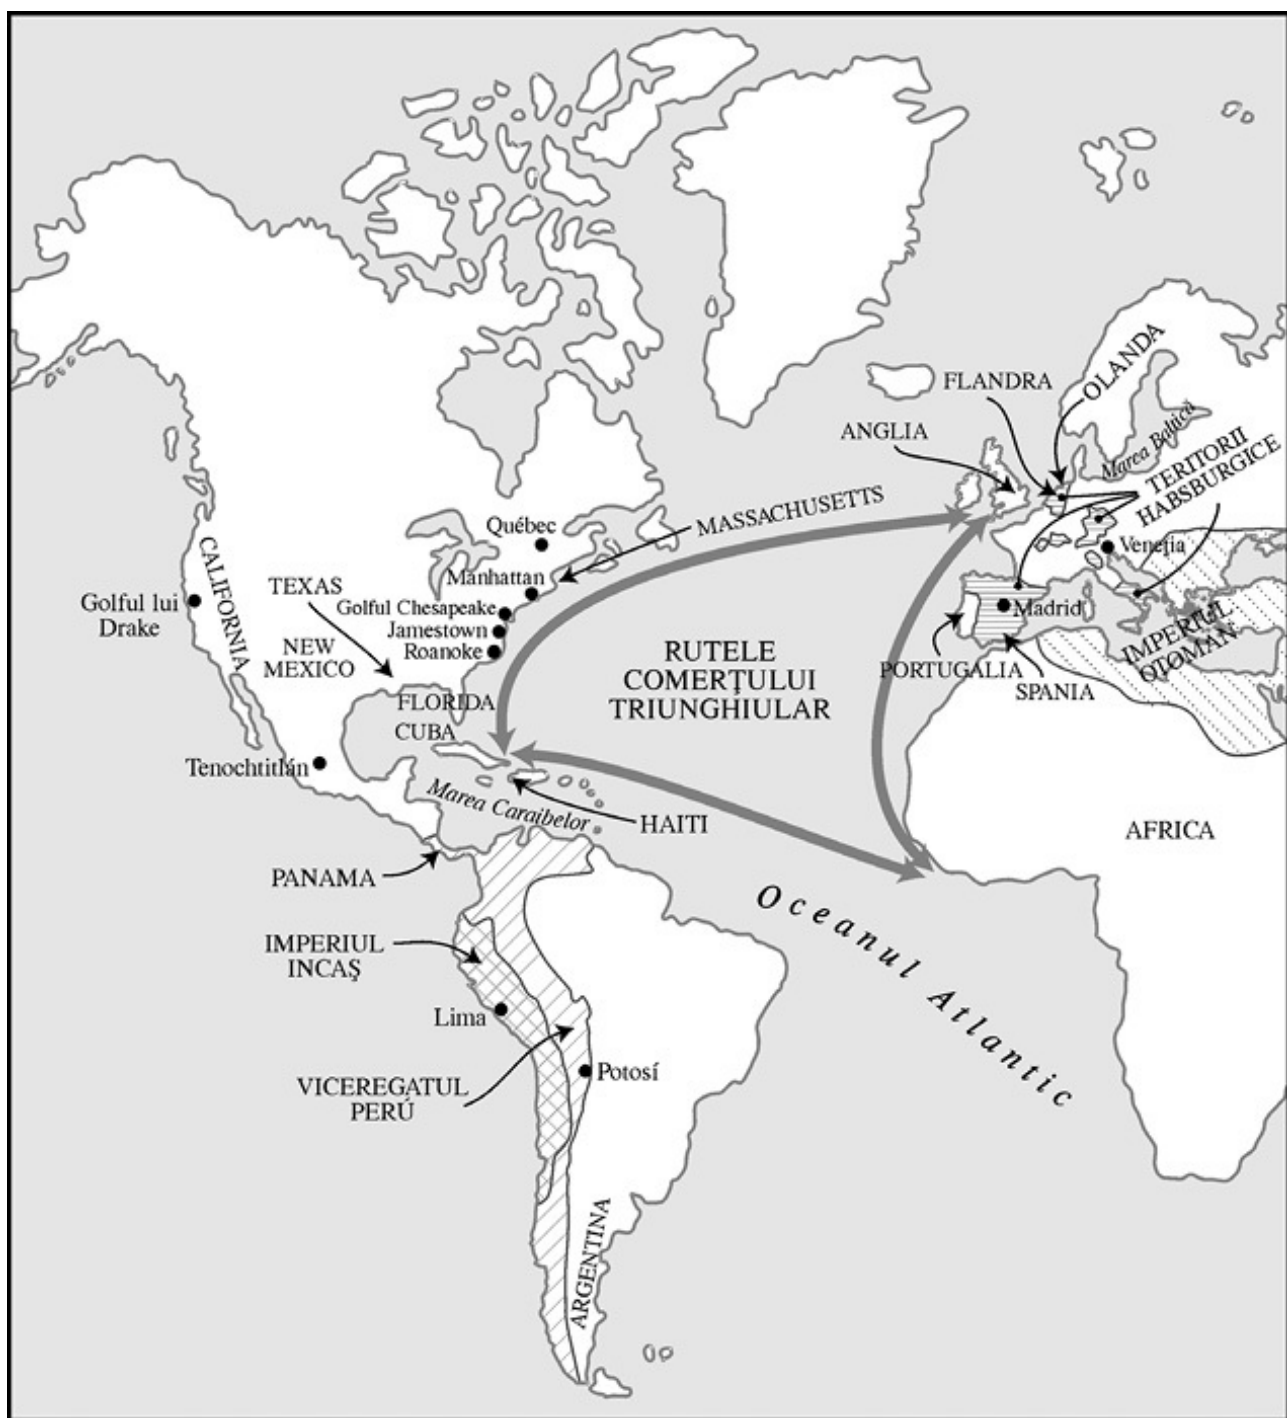 FLANDRA
OLANDA
ANGLIA
Marea Baltică
TERITORII
HABSBURGICE
MASSACHUSETTS
Québec
Veneția
CALIFORNIA
TEXAS
Manhattan
Golful lui
Drake
Golful Chesapeake
Jamestown
Roanoke
Madrid
NEW
MEXICO
RUTELE
COMERŢULUI
TRIUNGHIULAR
PORTUGALIA
SPANIA
IMPERIUL
OTOMAN
FLORIDA
CUBA
Tenochtitlán
Marea Caraibelor
HAITI
AFRICA
PANAMA
Oceanul Atlantic
IMPERIUL
INCAŞ
Lima
Potosí
VICEREGATUL
PERÚ
ARGENTINA